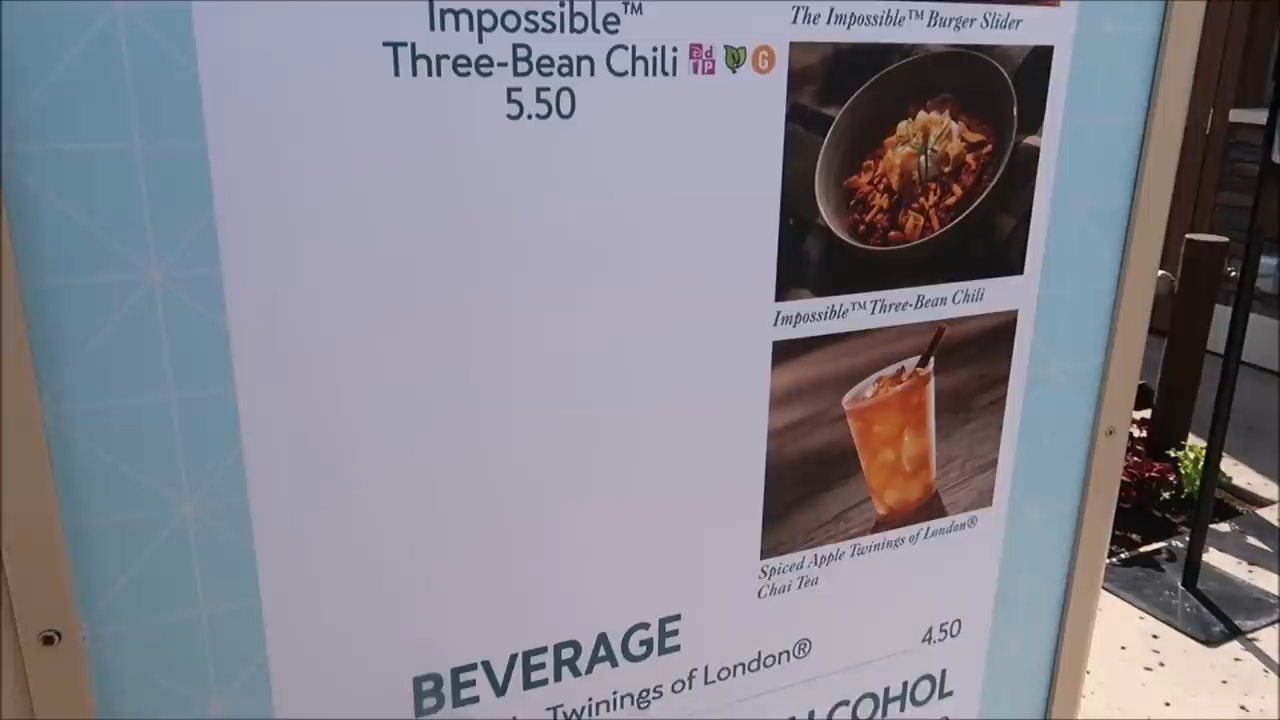 Impossible™
Three-Bean Chili adIP G
5.50
The Impossible™ Burger Slider
Impossible™ Three-Bean Chili
Spiced Apple Twinings of London®
Chai Tea
BEVERAGE
Twinings of London® 4.50